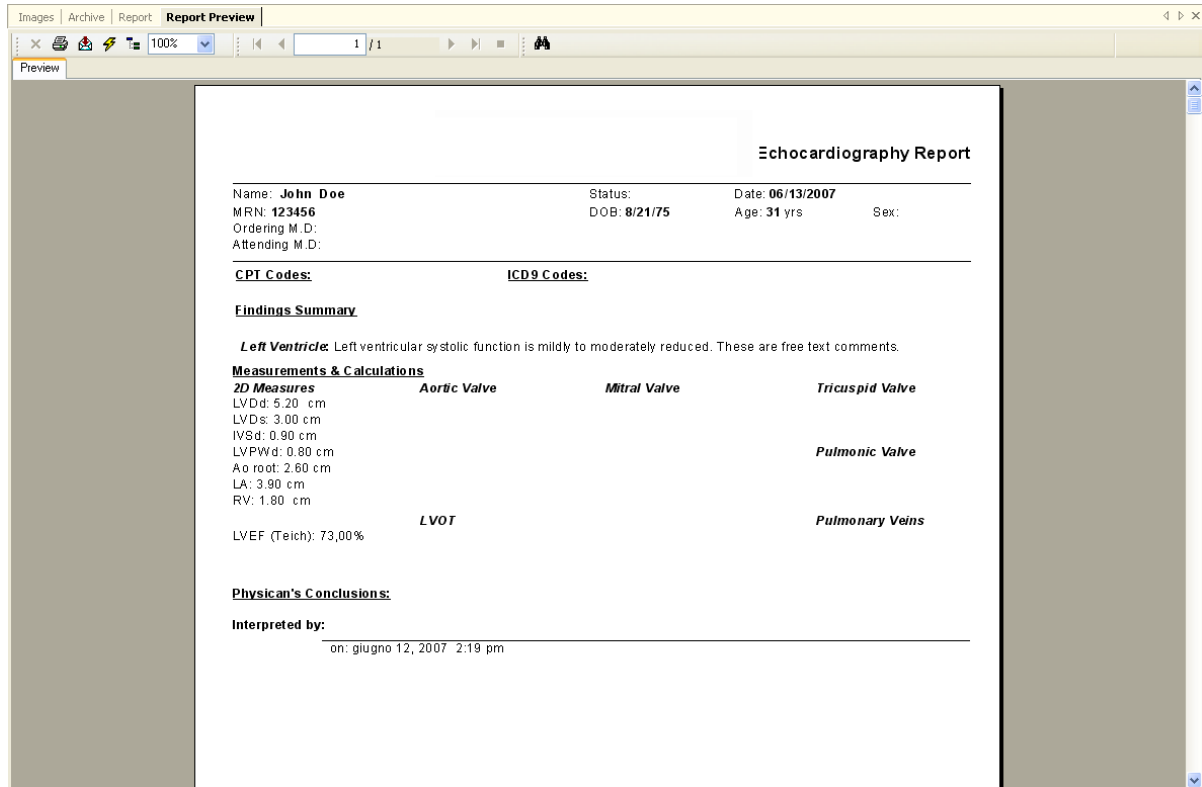 Images | Archive | Report Report Preview
100% 1 / 1
Preview
Echocardiography Report
Name: John Doe Status: Date: 06/13/2007
MRN: 123456 DOB: 8/21/75 Age: 31 yrs Sex:
Ordering M.D:
Attending M.D:
CPT Codes: ICD9 Codes:
Findings Summary
Left Ventricle: Left ventricular systolic function is mildly to moderately reduced. These are free text comments.
Measurements & Calculations
2D Measures Aortic Valve Mitral Valve Tricuspid Valve
LVDd: 5.20 cm
LVDs: 3.00 cm
IVSd: 0.90 cm
LVPWd: 0.80 cm Pulmonic Valve
Ao root: 2.60 cm
LA: 3.90 cm
RV: 1.80 cm
LVOT Pulmonary Veins
LVEF (Teich): 73,00%
Physican's Conclusions:
Interpreted by:
on: giugno 12, 2007 2:19 pm